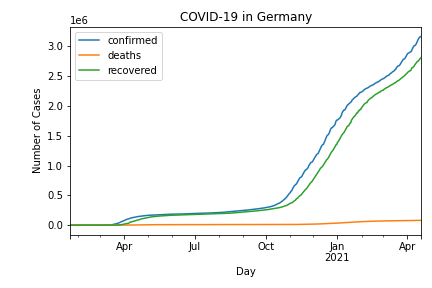 COVID-19 in Germany
1e6
confirmed
deaths
recovered
Number of Cases
3.0
2.5
2.0
1.5
1.0
0.5
0.0
Apr Jul Oct Jan Apr
2021
Day